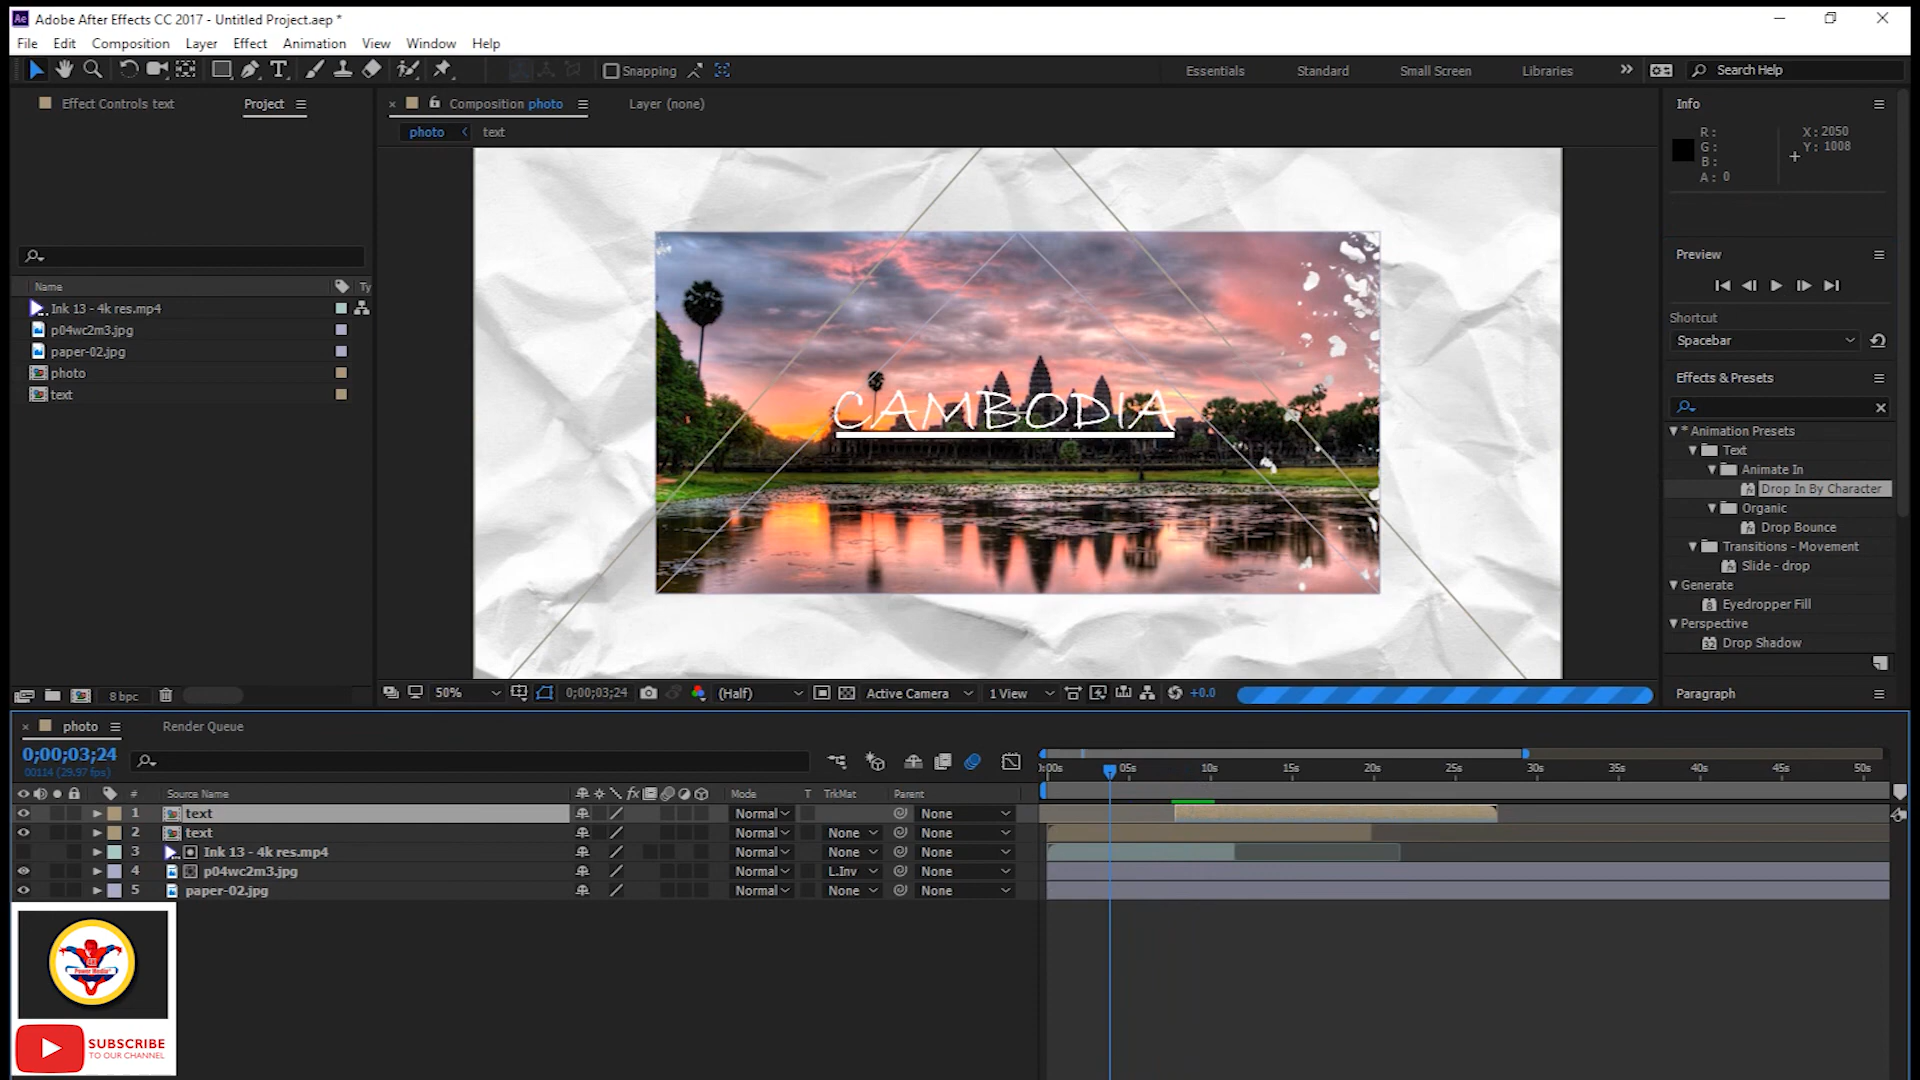 Adobe After Effects CC 2017 - Untitled Project.aep *
File Edit Composition Layer Effect Animation View Window Help
Snapping Essentials Standard Small Screen Libraries Search Help
Effect Controls text Project
Composition photo Layer (none)
photo text
Name Ty
Ink 13 - 4k res.mp4
p04wc2m3.jpg
paper-02.jpg
photo
text
8 bpc
CAMBODIA
50% 0;00;03;24 (Half) Active Camera 1 View +0.0
Info
R: X: 2050
G: Y: 1008
B:
A: 0
Preview
Shortcut
Spacebar
Effects & Presets
* Animation Presets
Text
Animate In
Drop In By Character
Organic
Drop Bounce
Transitions - Movement
Slide - drop
Generate
Eyedropper Fill
Perspective
Drop Shadow
Paragraph
photo Render Queue
0;00;03;24
00114 (29.97 fps)
:00s 05s 10s 15s 20s 25s 30s 35s 40s 45s 50s
# Source Name Mode T TrkMat Parent
1 text Normal None
2 text Normal None None
3 Ink 13 - 4k res.mp4 Normal None None
4 p04wc2m3.jpg Normal L.Inv None
5 paper-02.jpg Normal None None
Power Media
SUBSCRIBE
TO OUR CHANNEL